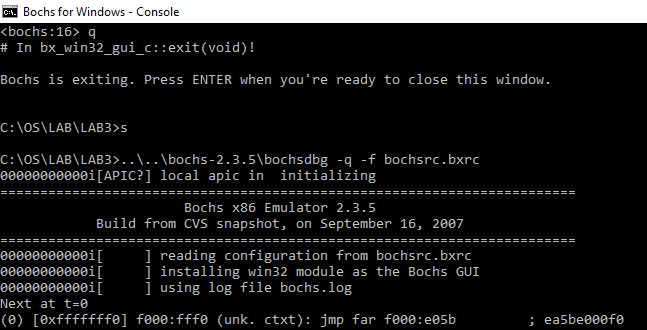 Bochs for Windows - Console
<bochs:16> q
# In bx_win32_gui_c::exit(void)!
Bochs is exiting. Press ENTER when you're ready to close this window.
C:\OS\LAB\LAB3>s
C:\OS\LAB\LAB3>..\..\bochs-2.3.5\bochsdbg -q -f bochsrc.bxrc
00000000000i[APIC?] local apic in  initializing
========================================================================
Bochs x86 Emulator 2.3.5
Build from CVS snapshot, on September 16, 2007
========================================================================
00000000000i[     ] reading configuration from bochsrc.bxrc
00000000000i[     ] installing win32 module as the Bochs GUI
00000000000i[     ] using log file bochs.log
Next at t=0
(0) [0xfffffff0] f000:fff0 (unk. ctxt): jmp far f000:e05b         ; ea5be000f0